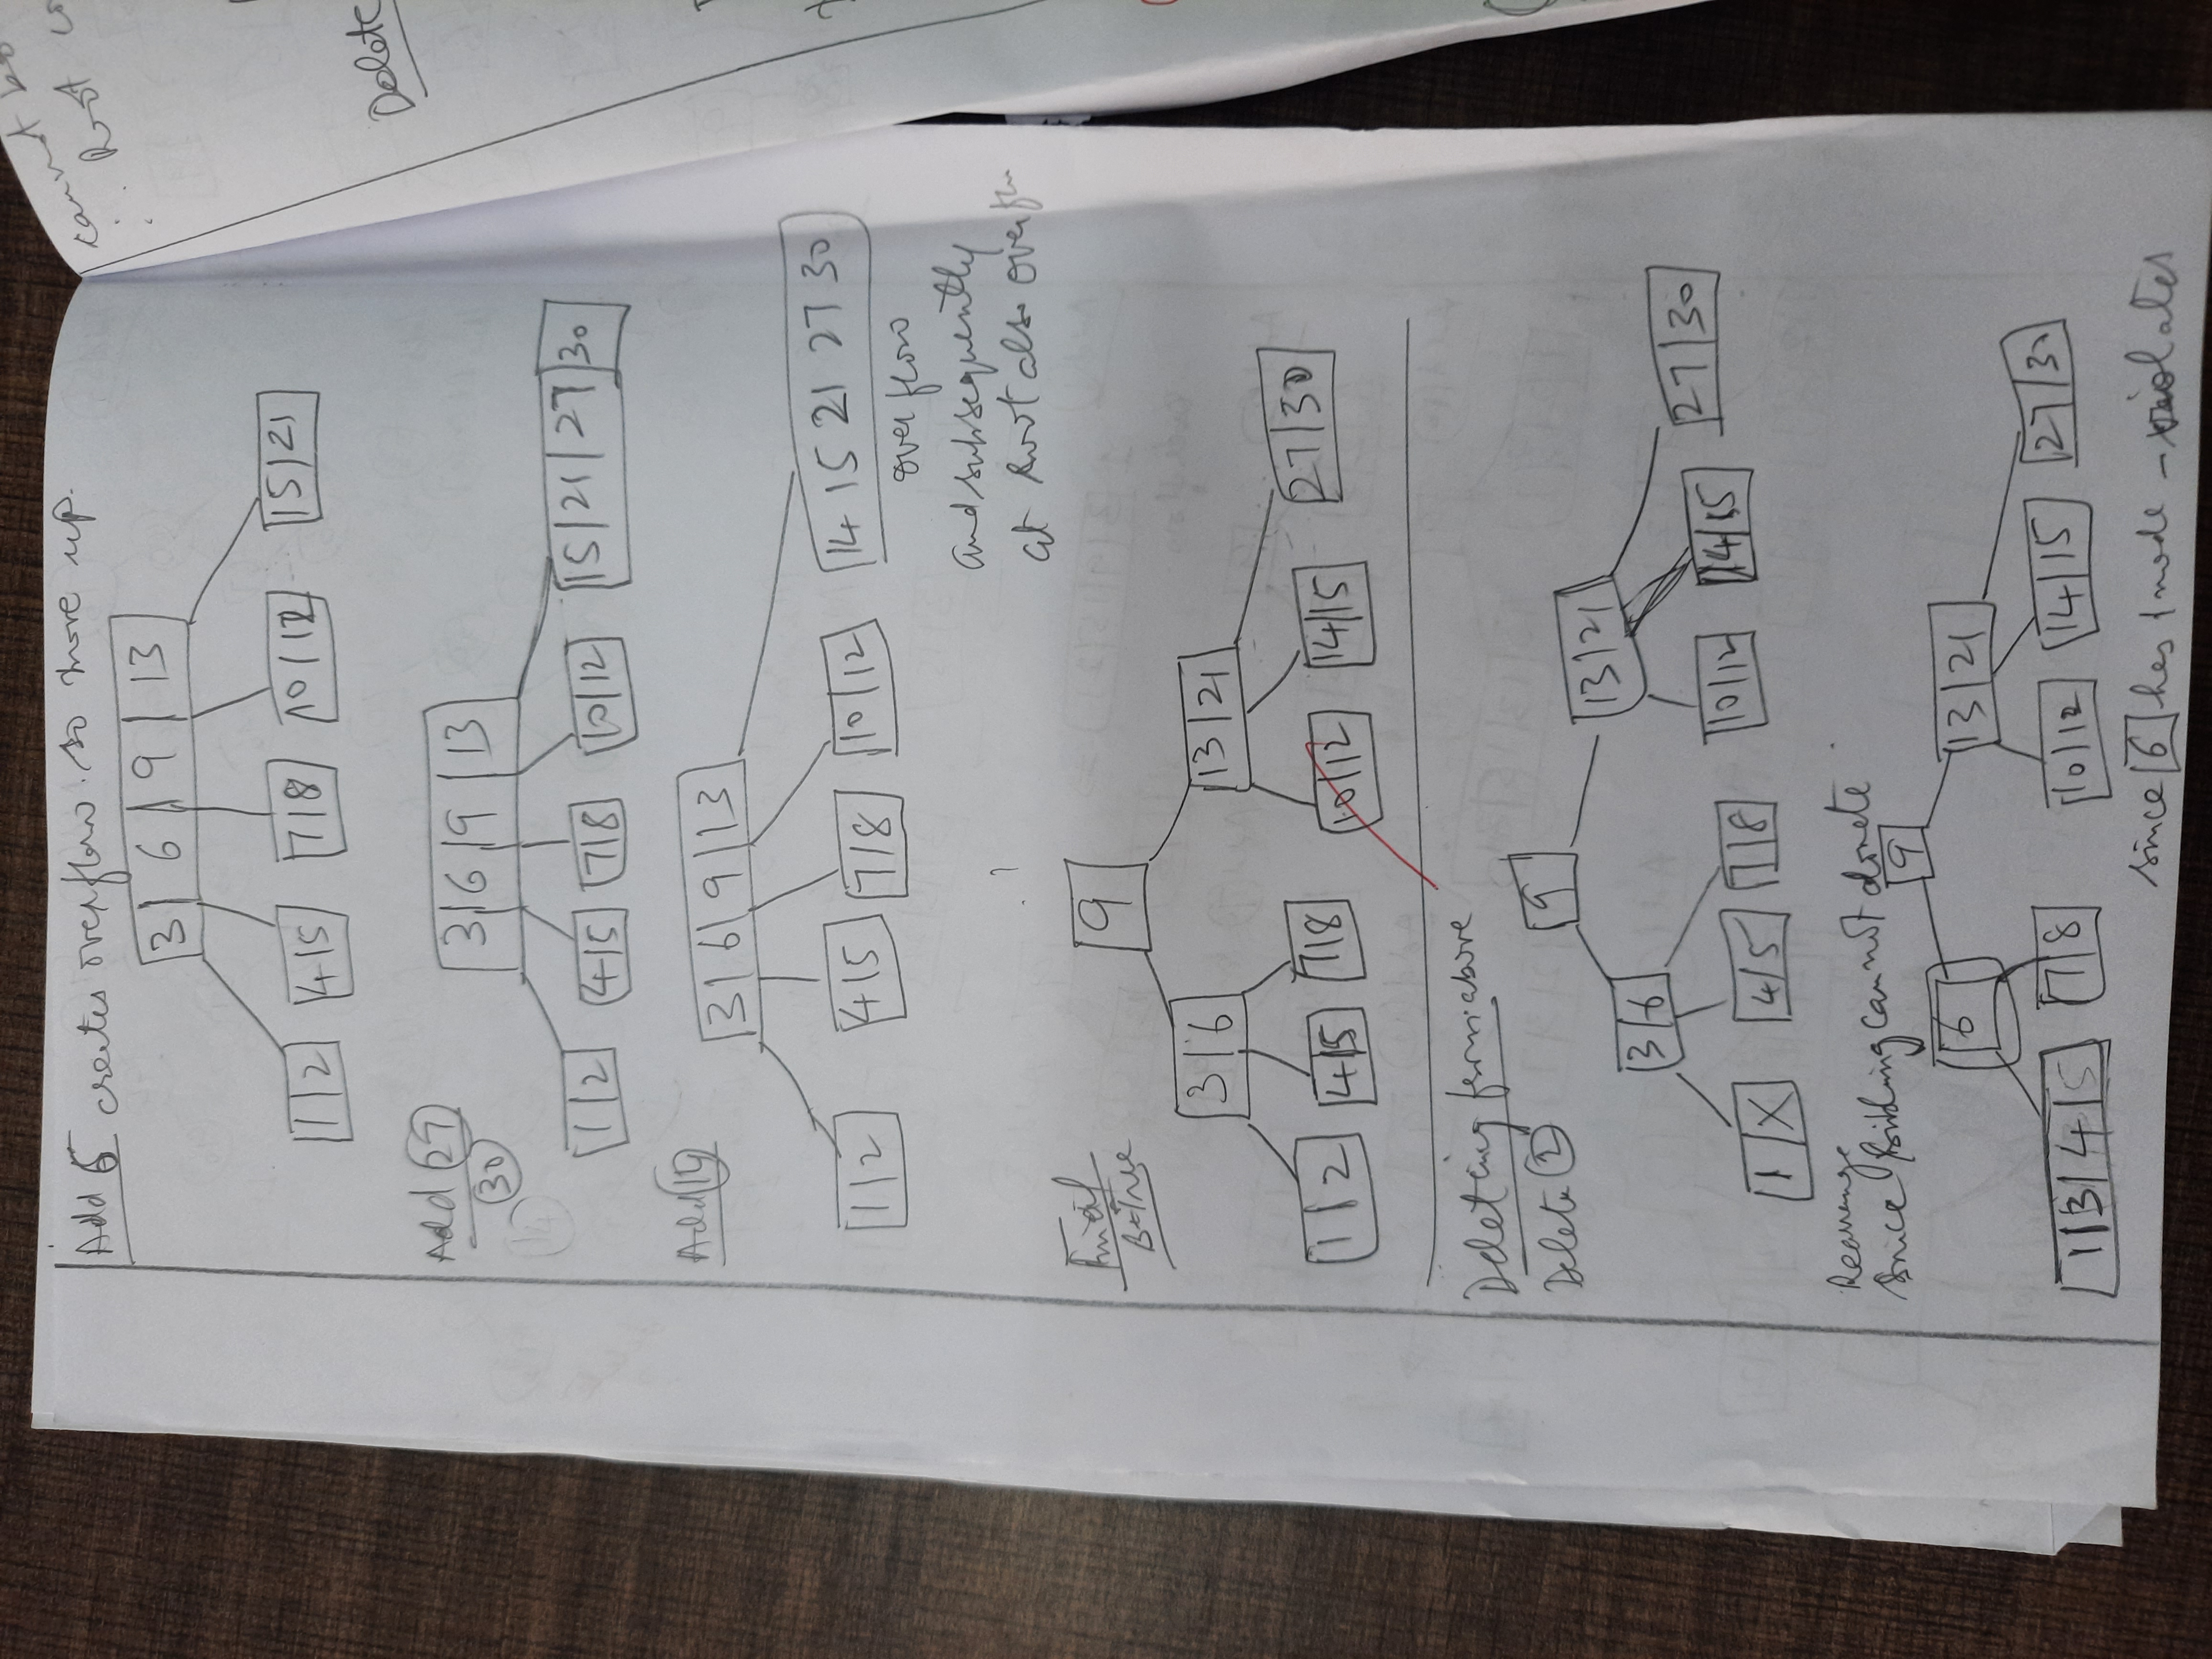 cannot be
∴ Root co
Delete
Add 6 creates overflow. So move up.
3 | 6 | 9 | 13
1|2 4|5 7|8 10|12 15|21
Add 27
30
14
3|6|9|13
1|2 4|5 7|8 10|12 15|21|27|30
Add 14
3|6|9|13
1|2 4|5 7|8 10|12 14 15 21 27 30
overflow
and subsequently
at Root also overflow
Final
B-Tree
9
3|6 13|21
1|2 4|5 7|8 10|12 14|15 27|30
Deleting from above
Delete 2
9
3|6 13|21
1|X 4|5 7|8 10|12 14|15 27|30
Rearrange
Since sibling cannot donate
9
6 13|21
1|3|4|5 7|8 10|12 14|15 27|30
since 6 has 1 node - violates